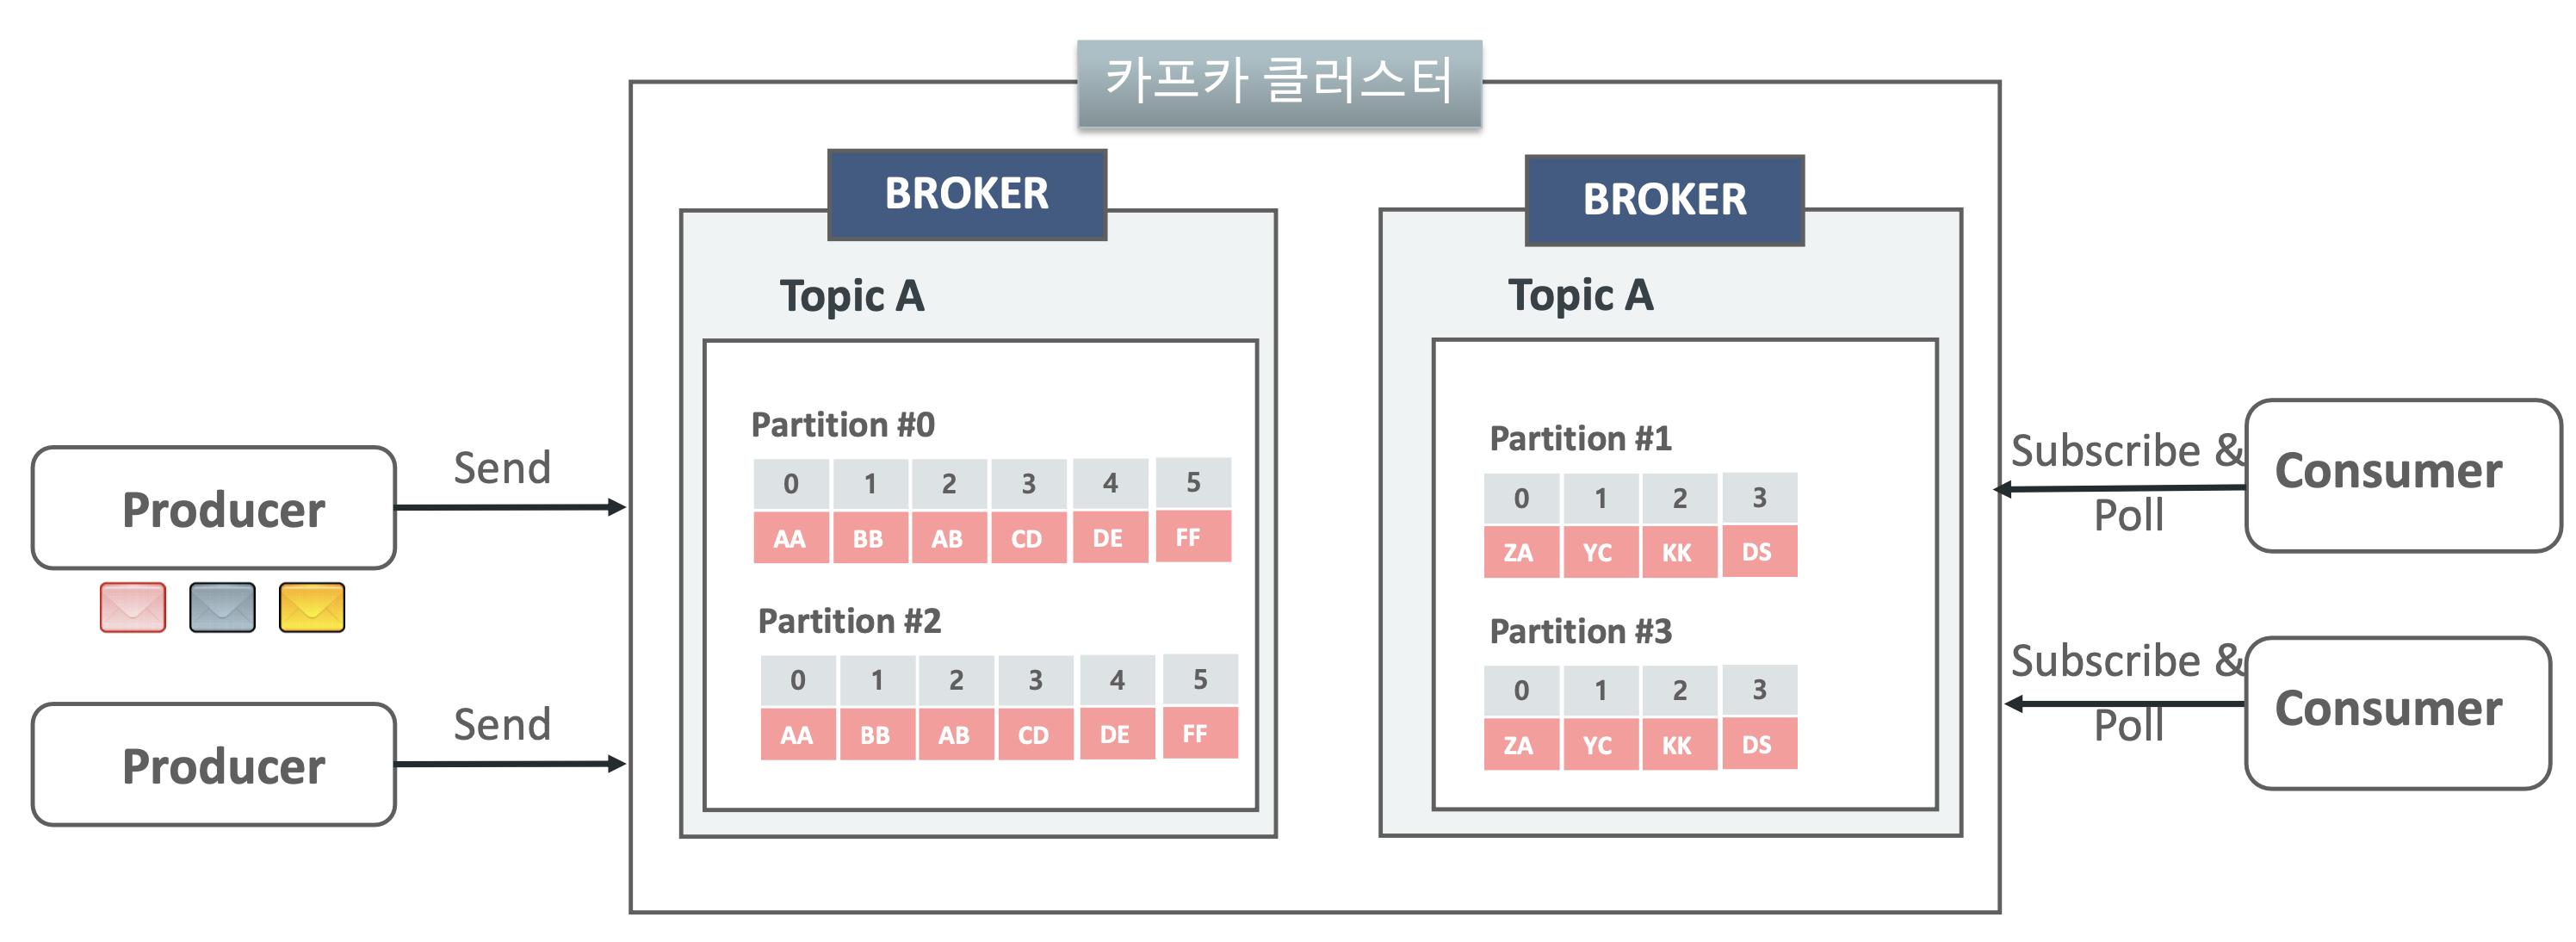 카프카 클러스터
BROKER
Topic A
Partition #0
0 1 2 3 4 5
AA BB AB CD DE FF
Partition #2
0 1 2 3 4 5
AA BB AB CD DE FF
BROKER
Topic A
Partition #1
0 1 2 3
ZA YC KK DS
Partition #3
0 1 2 3
ZA YC KK DS
Producer
Send
Producer
Send
Subscribe &
Poll
Consumer
Subscribe &
Poll
Consumer